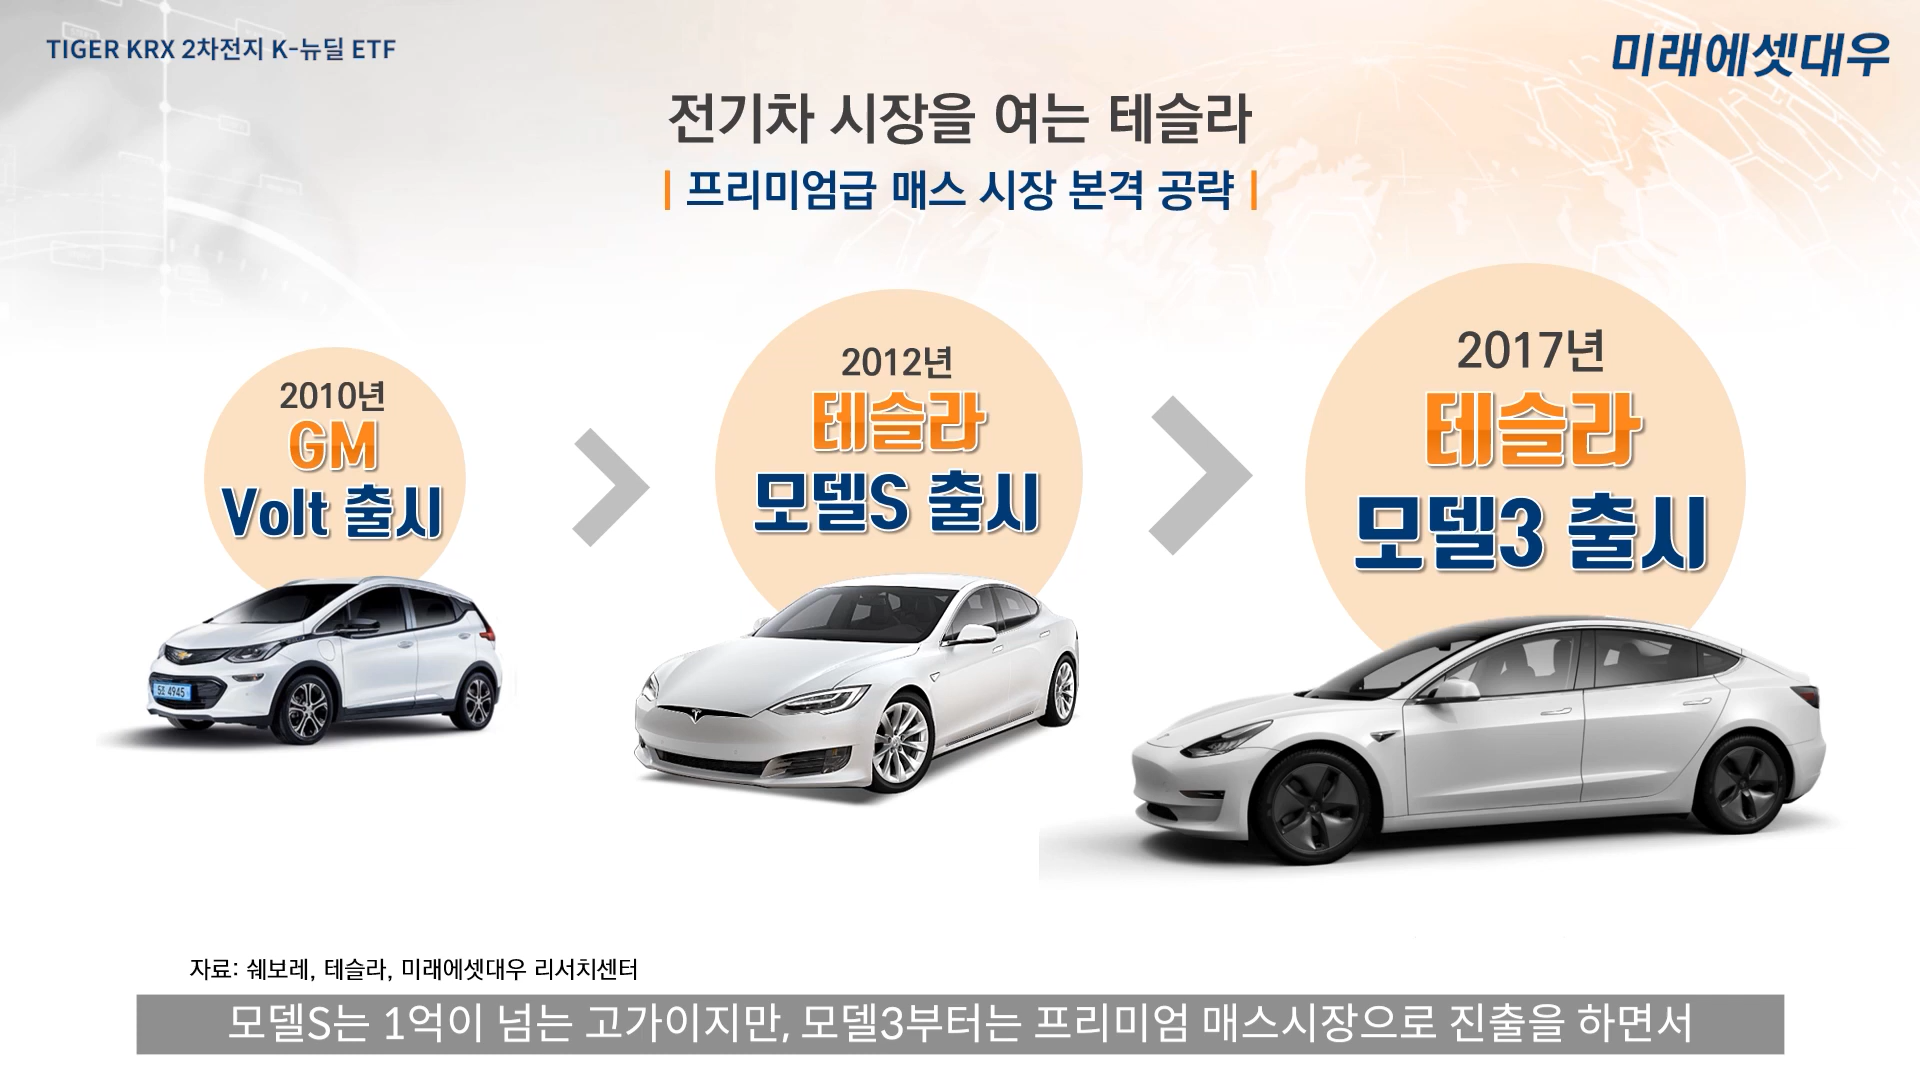 TIGER KRX 2차전지 K-뉴딜 ETF
미래에셋대우
전기차 시장을 여는 테슬라
| 프리미엄급 매스 시장 본격 공략 |
2010년
GM
Volt 출시
2012년
테슬라
모델S 출시
2017년
테슬라
모델3 출시
5조 4945
자료: 쉐보레, 테슬라, 미래에셋대우 리서치센터
모델S는 1억이 넘는 고가이지만, 모델3부터는 프리미엄 매스시장으로 진출을 하면서